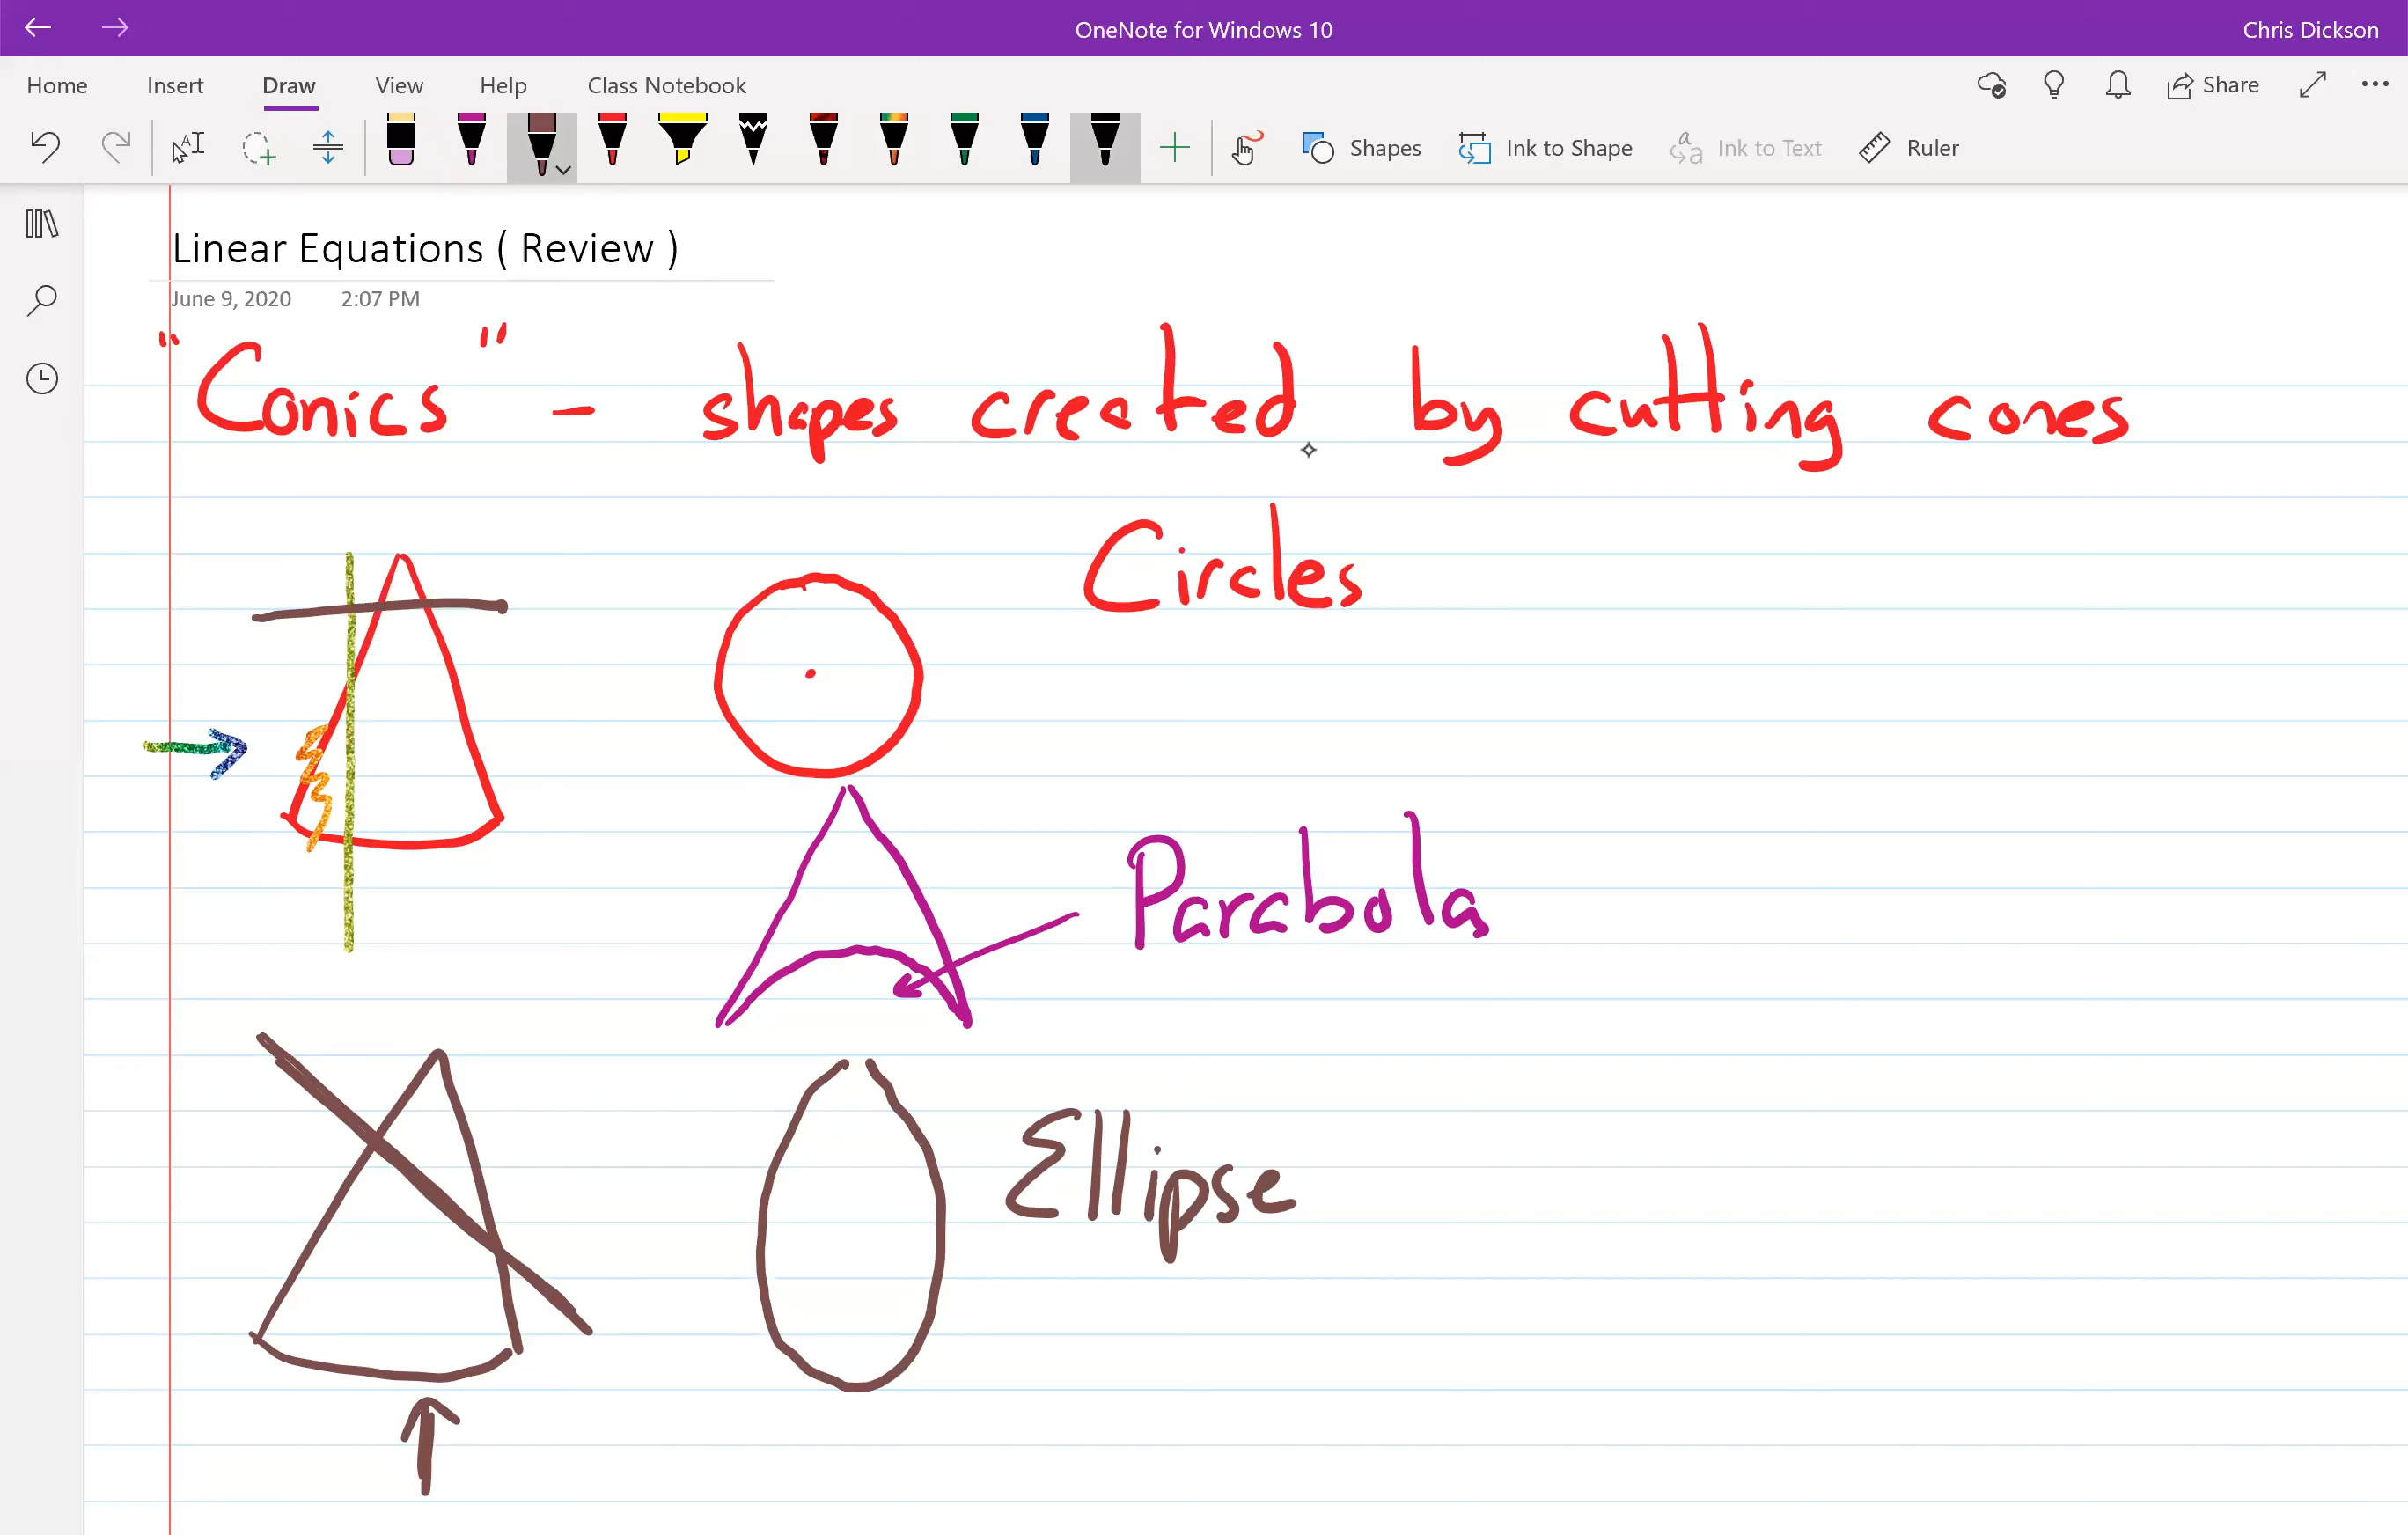 OneNote for Windows 10
Chris Dickson
Home Insert Draw View Help Class Notebook Share
Shapes Ink to Shape Ink to Text Ruler
Linear Equations ( Review )
June 9, 2020 2:07 PM
"Conics" - shapes created by cutting cones
Circles
Parabola
Ellipse